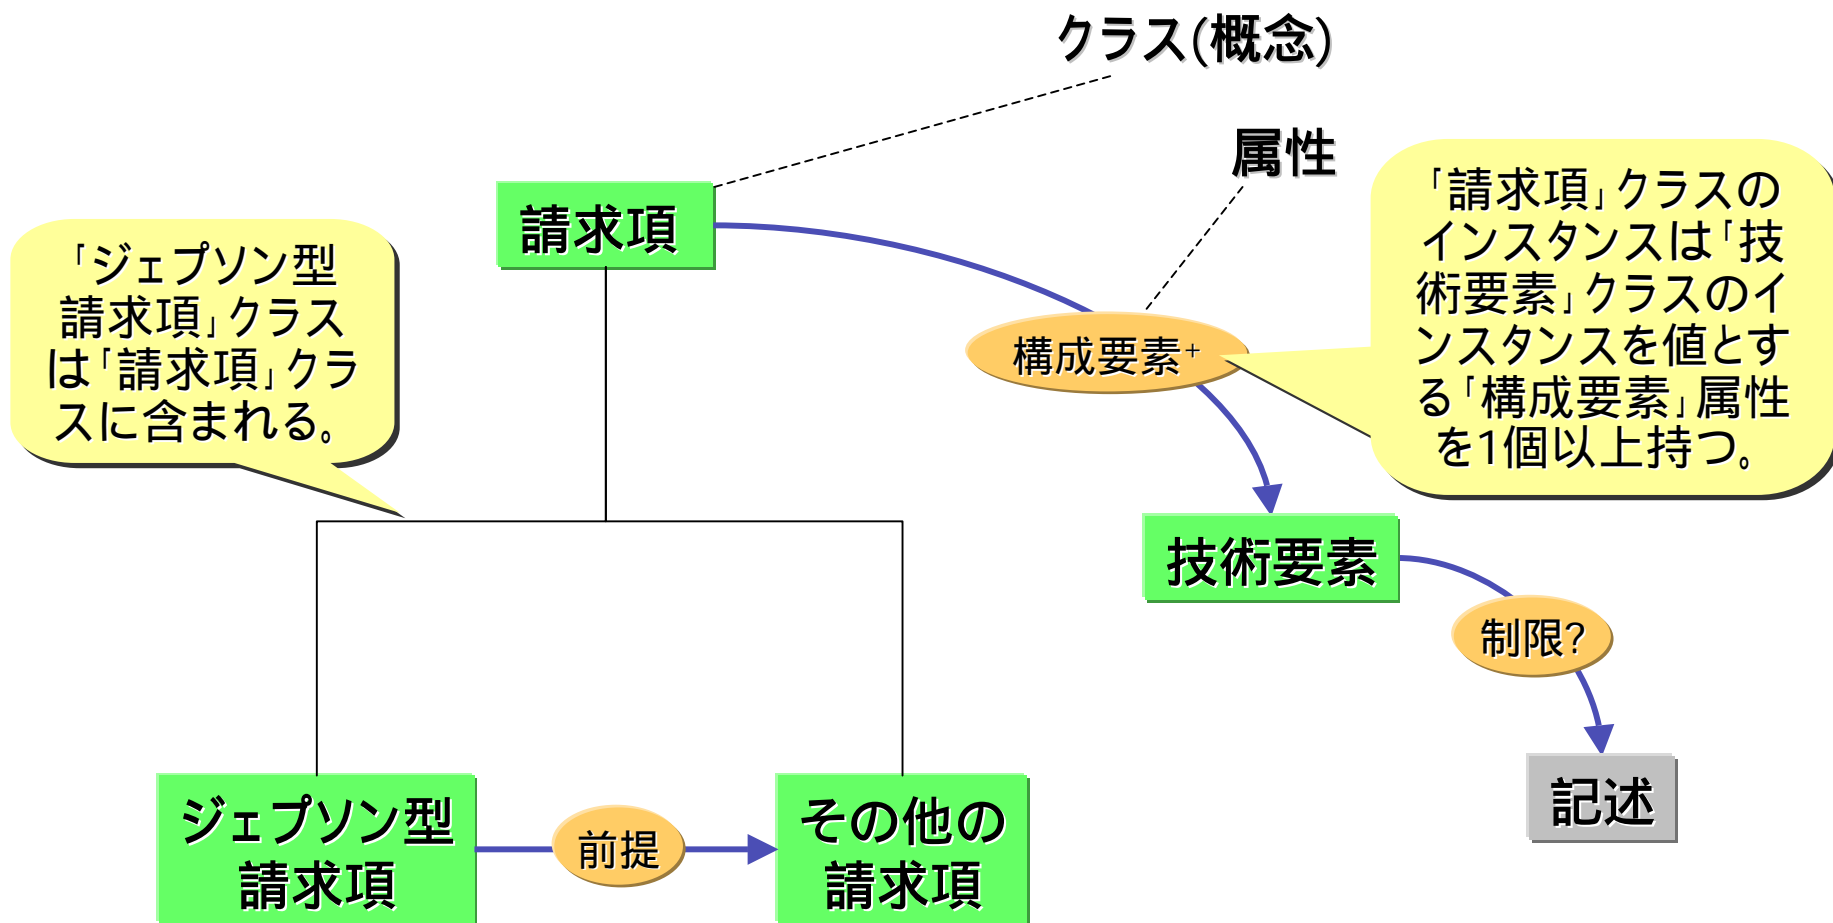 クラス(概念)
属性
請求項
「ジェプソン型
請求項」クラス
は「請求項」クラ
スに含まれる。
構成要素+
「請求項」クラスの
インスタンスは「技
術要素」クラスのイ
ンスタンスを値とす
る「構成要素」属性
を1個以上持つ。
技術要素
制限?
記述
ジェプソン型
請求項
前提
その他の
請求項